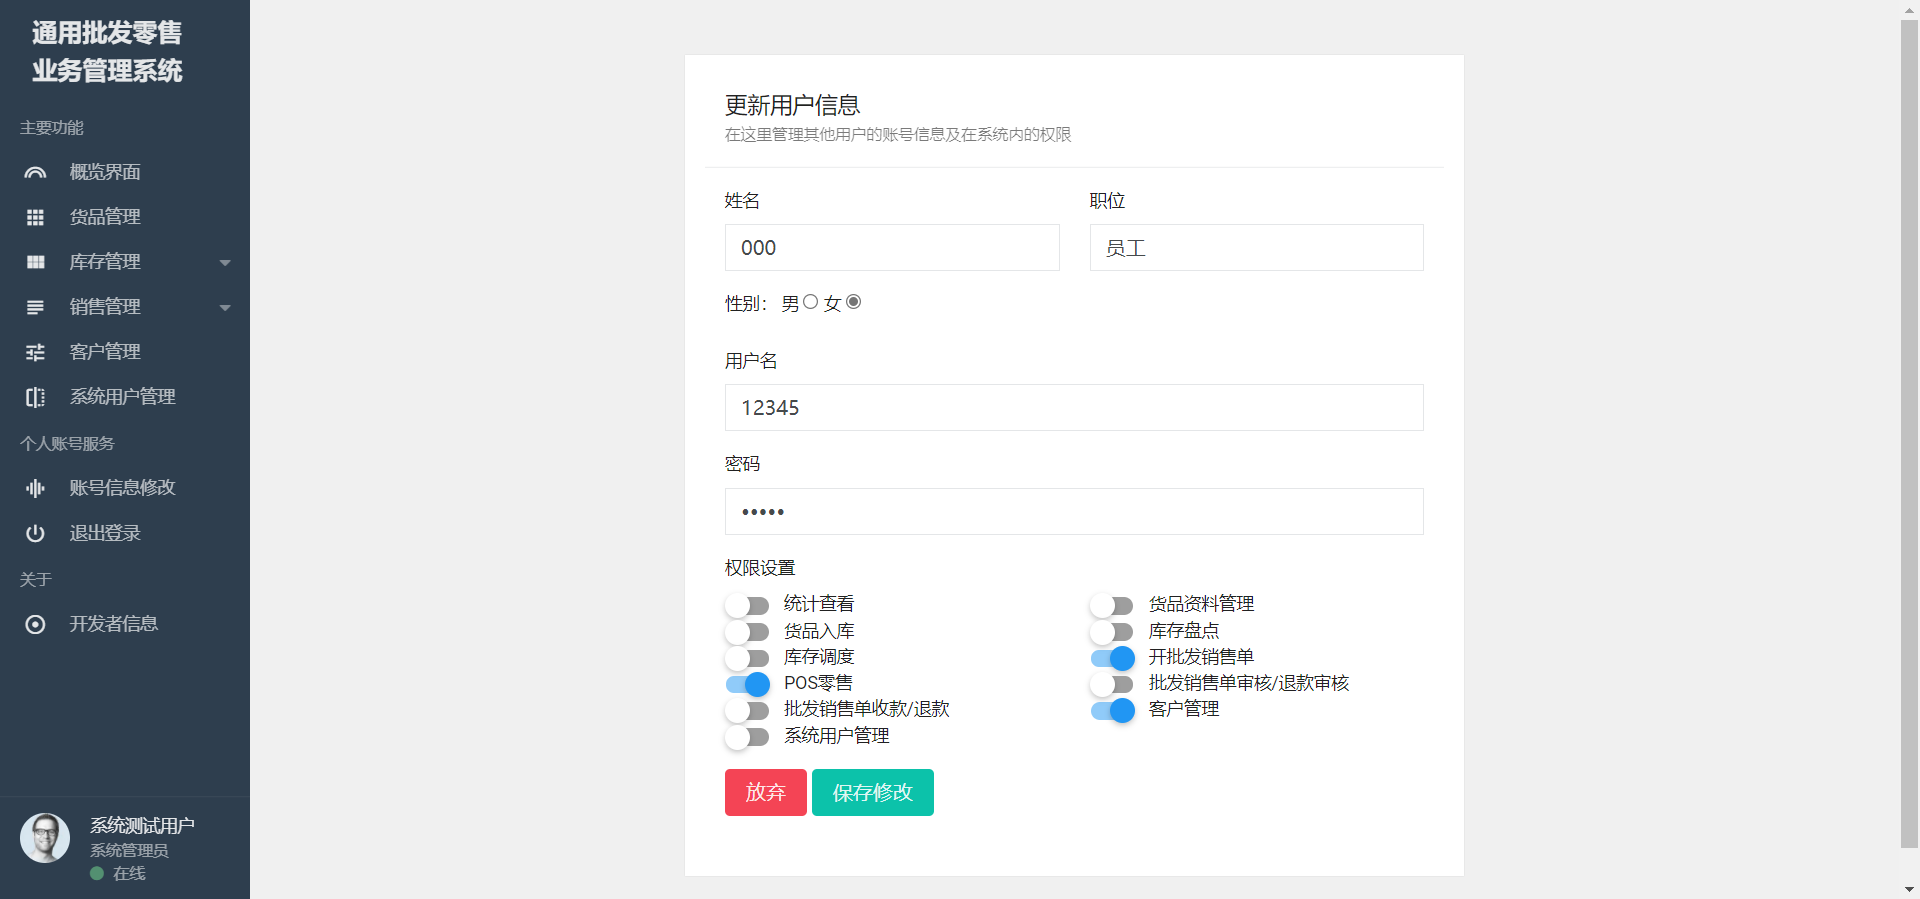 通用批发零售
业务管理系统
主要功能
概览界面
货品管理
库存管理
销售管理
客户管理
系统用户管理
个人账号服务
账号信息修改
退出登录
关于
开发者信息
系统测试用户
系统管理员
在线
更新用户信息
在这里管理其他用户的账号信息及在系统内的权限
姓名 职位
000 员工
性别： 男 女
用户名
12345
密码
•••••
权限设置
统计查看 货品资料管理
货品入库 库存盘点
库存调度 开批发销售单
POS零售 批发销售单审核/退款审核
批发销售单收款/退款 客户管理
系统用户管理
放弃 保存修改